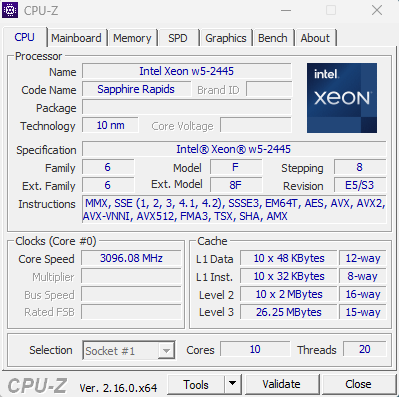 CPU-Z
CPU Mainboard Memory SPD Graphics Bench About
Processor
Name Intel Xeon w5-2445
Code Name Sapphire Rapids Brand ID
Package
Technology 10 nm Core Voltage
intel.
XEON
Specification Intel® Xeon® w5-2445
Family 6 Model F Stepping 8
Ext. Family 6 Ext. Model 8F Revision E5/S3
Instructions MMX, SSE (1, 2, 3, 4.1, 4.2), SSSE3, EM64T, AES, AVX, AVX2,
AVX-VNNI, AVX512, FMA3, TSX, SHA, AMX
Clocks (Core #0)
Core Speed 3096.08 MHz
Multiplier
Bus Speed
Rated FSB
Cache
L1 Data 10 x 48 KBytes 12-way
L1 Inst. 10 x 32 KBytes 8-way
Level 2 10 x 2 MBytes 16-way
Level 3 26.25 MBytes 15-way
Selection Socket #1 Cores 10 Threads 20
CPU-Z Ver. 2.16.0.x64 Tools Validate Close